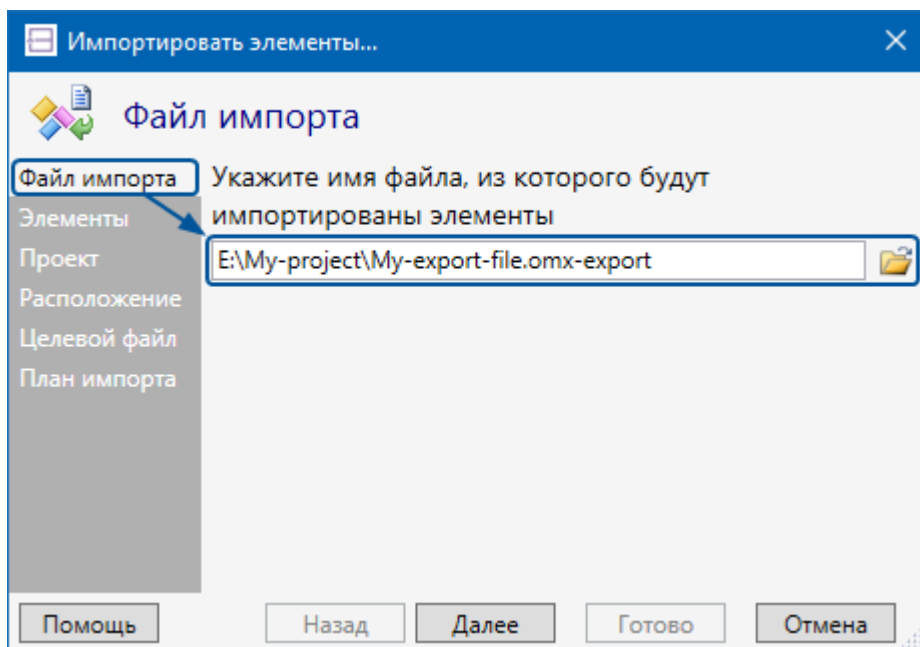 Импортировать элементы...
Файл импорта
Файл импорта
Элементы
Проект
Расположение
Целевой файл
План импорта
Укажите имя файла, из которого будут
импортированы элементы
E:\My-project\My-export-file.omx-export
Помощь
Назад
Далее
Готово
Отмена